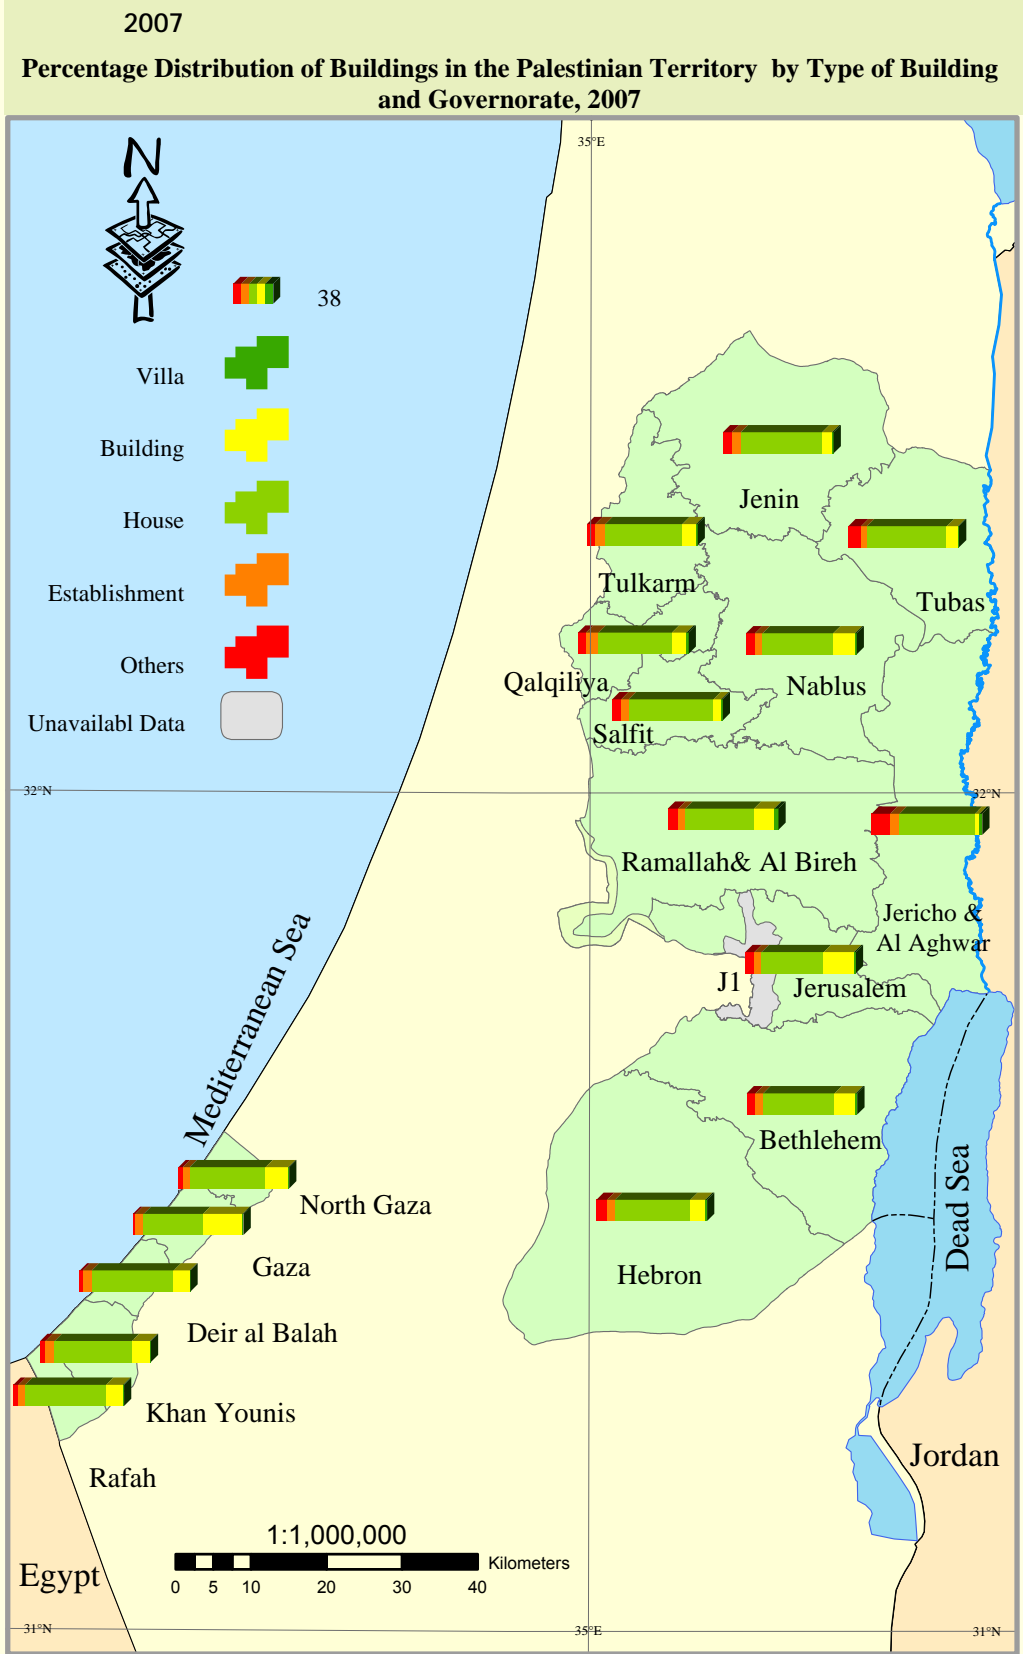 2007
Percentage Distribution of Buildings in the Palestinian Territory by Type of Building
and Governorate, 2007
35°E
N
38
Villa
Building
House
Establishment
Others
Unavailabl Data
Jenin
Tulkarm
Tubas
Qalqiliya
Nablus
Salfit
32°N
32°N
Ramallah& Al Bireh
Jericho &
Al Aghwar
J1
Jerusalem
Mediterranean Sea
Bethlehem
Dead Sea
North Gaza
Gaza
Hebron
Deir al Balah
Khan Younis
Jordan
Rafah
1:1,000,000
Kilometers
0 5 10 20 30 40
Egypt
31°N
35°E
31°N